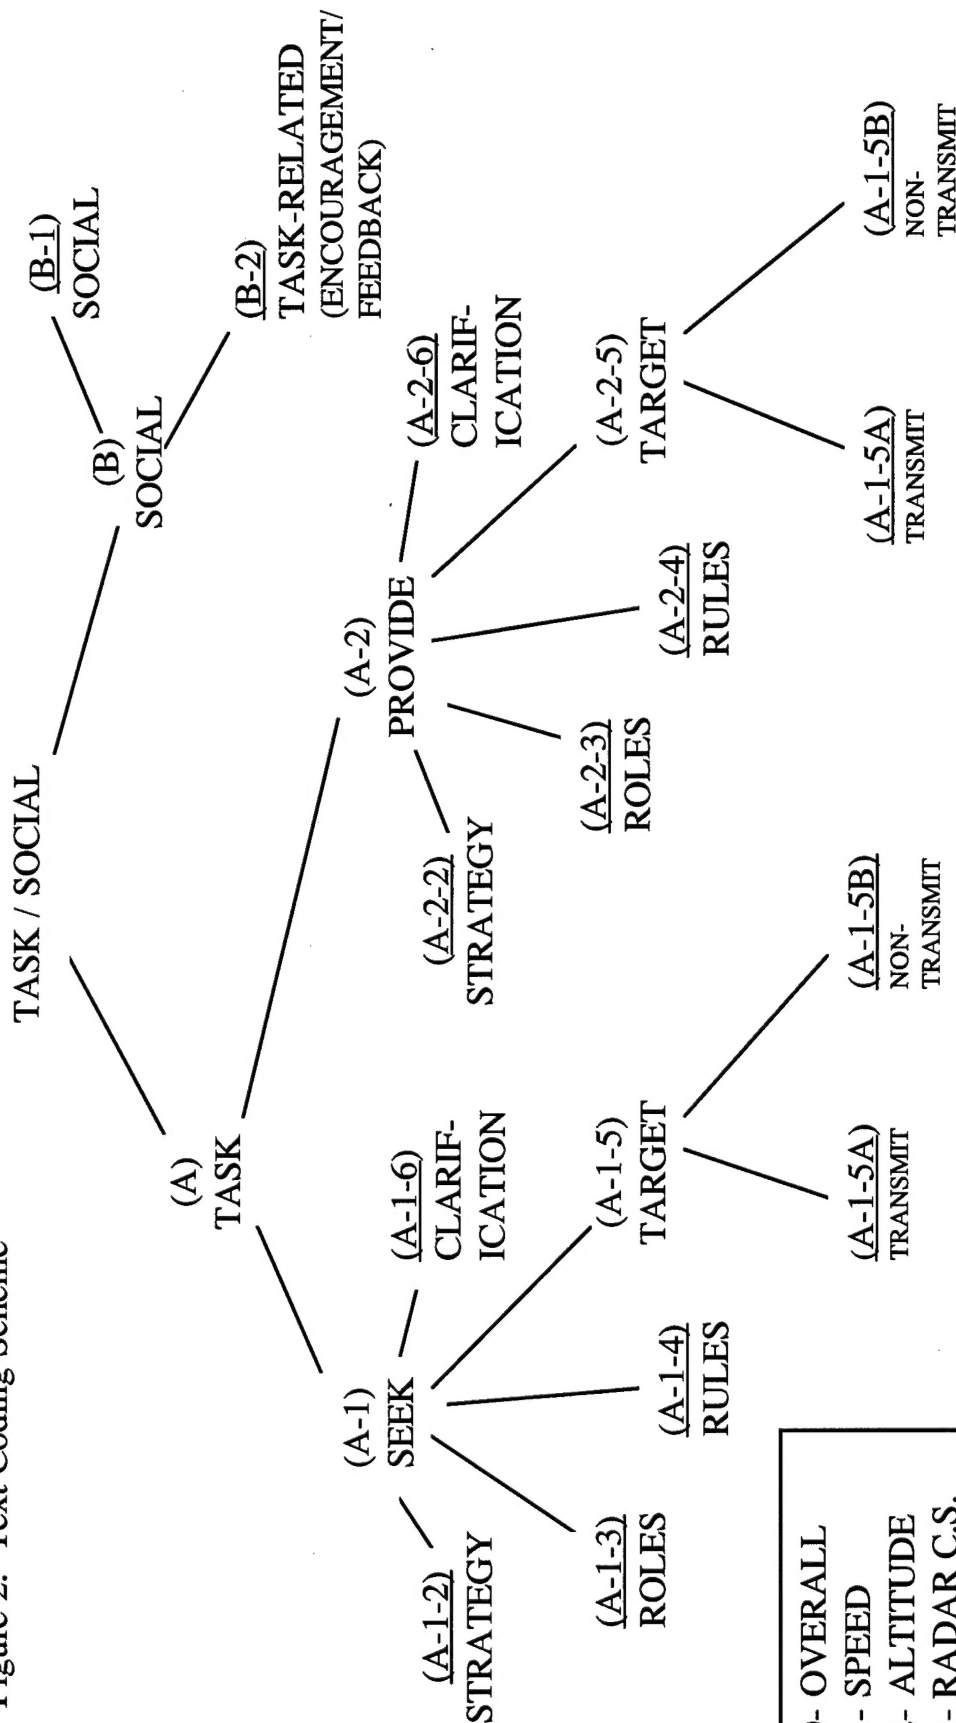 Figure 2. Text Coding Scheme
TASK / SOCIAL
(A)
TASK
(B)
SOCIAL
(B-1)
SOCIAL
(B-2)
TASK-RELATED
(ENCOURAGEMENT/
FEEDBACK)
(A-1)
SEEK
(A-2)
PROVIDE
(A-1-2)
STRATEGY
(A-1-6)
CLARIF-
ICATION
(A-2-2)
STRATEGY
(A-2-6)
CLARIF-
ICATION
(A-1-3)
ROLES
(A-1-4)
RULES
(A-1-5)
TARGET
(A-2-3)
ROLES
(A-2-4)
RULES
(A-2-5)
TARGET
(A-1-5A)
TRANSMIT
(A-1-5B)
NON-
TRANSMIT
(A-1-5A)
TRANSMIT
(A-1-5B)
NON-
TRANSMIT
- OVERALL
- SPEED
- ALTITUDE
- RADAR C.S.